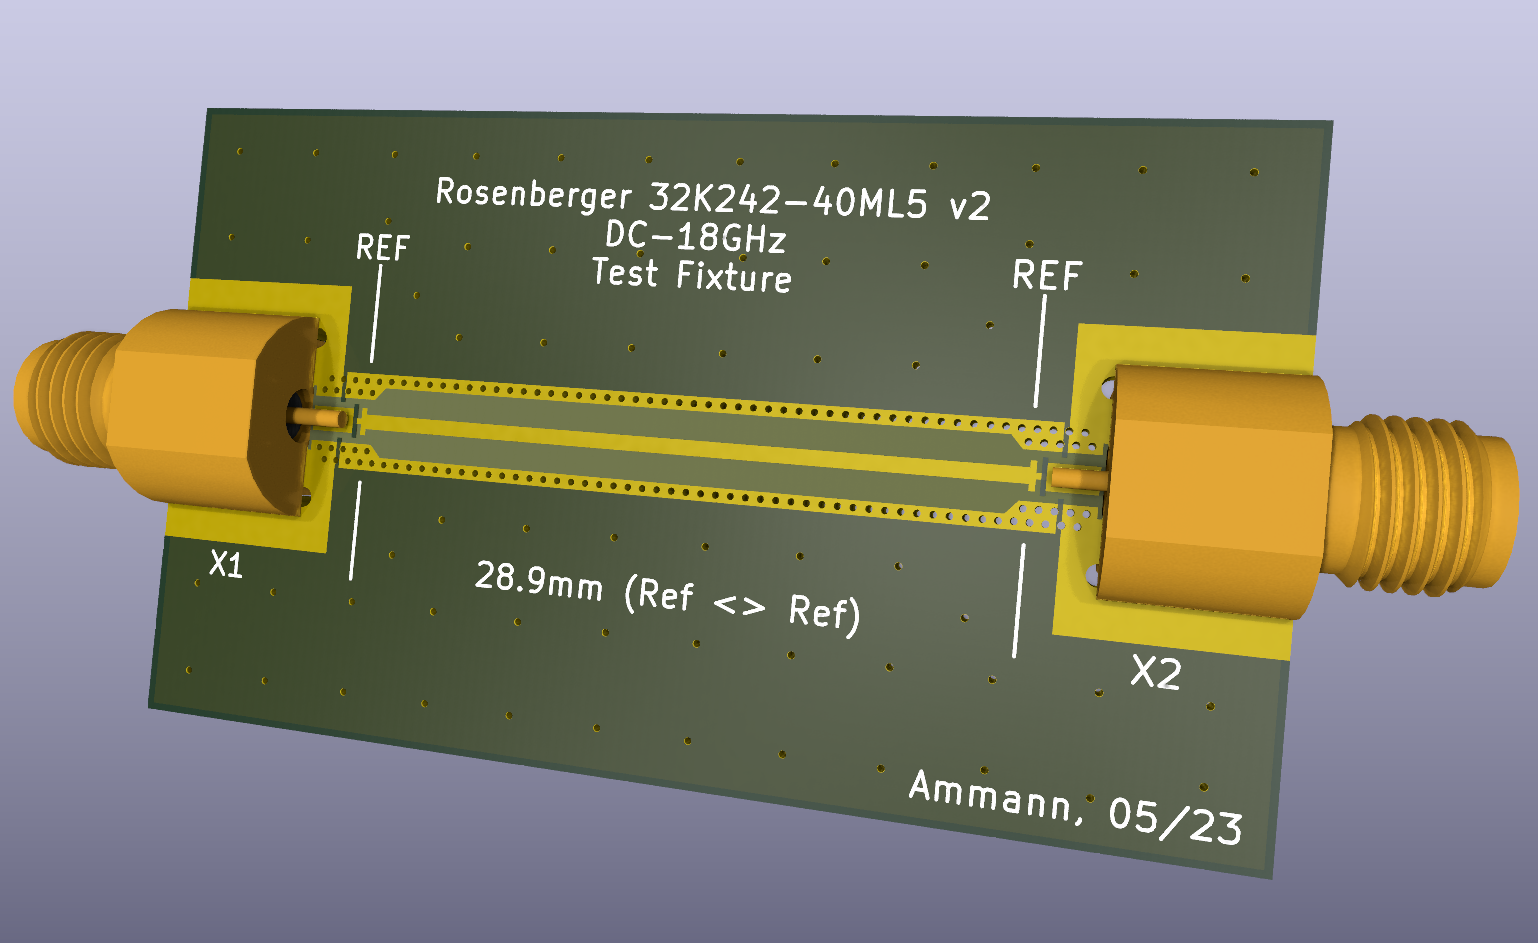 Rosenberger 32K242-40ML5 v2
DC-18GHz
Test Fixture
REF
REF
X1
28.9mm (Ref <> Ref)
X2
Ammann, 05/23